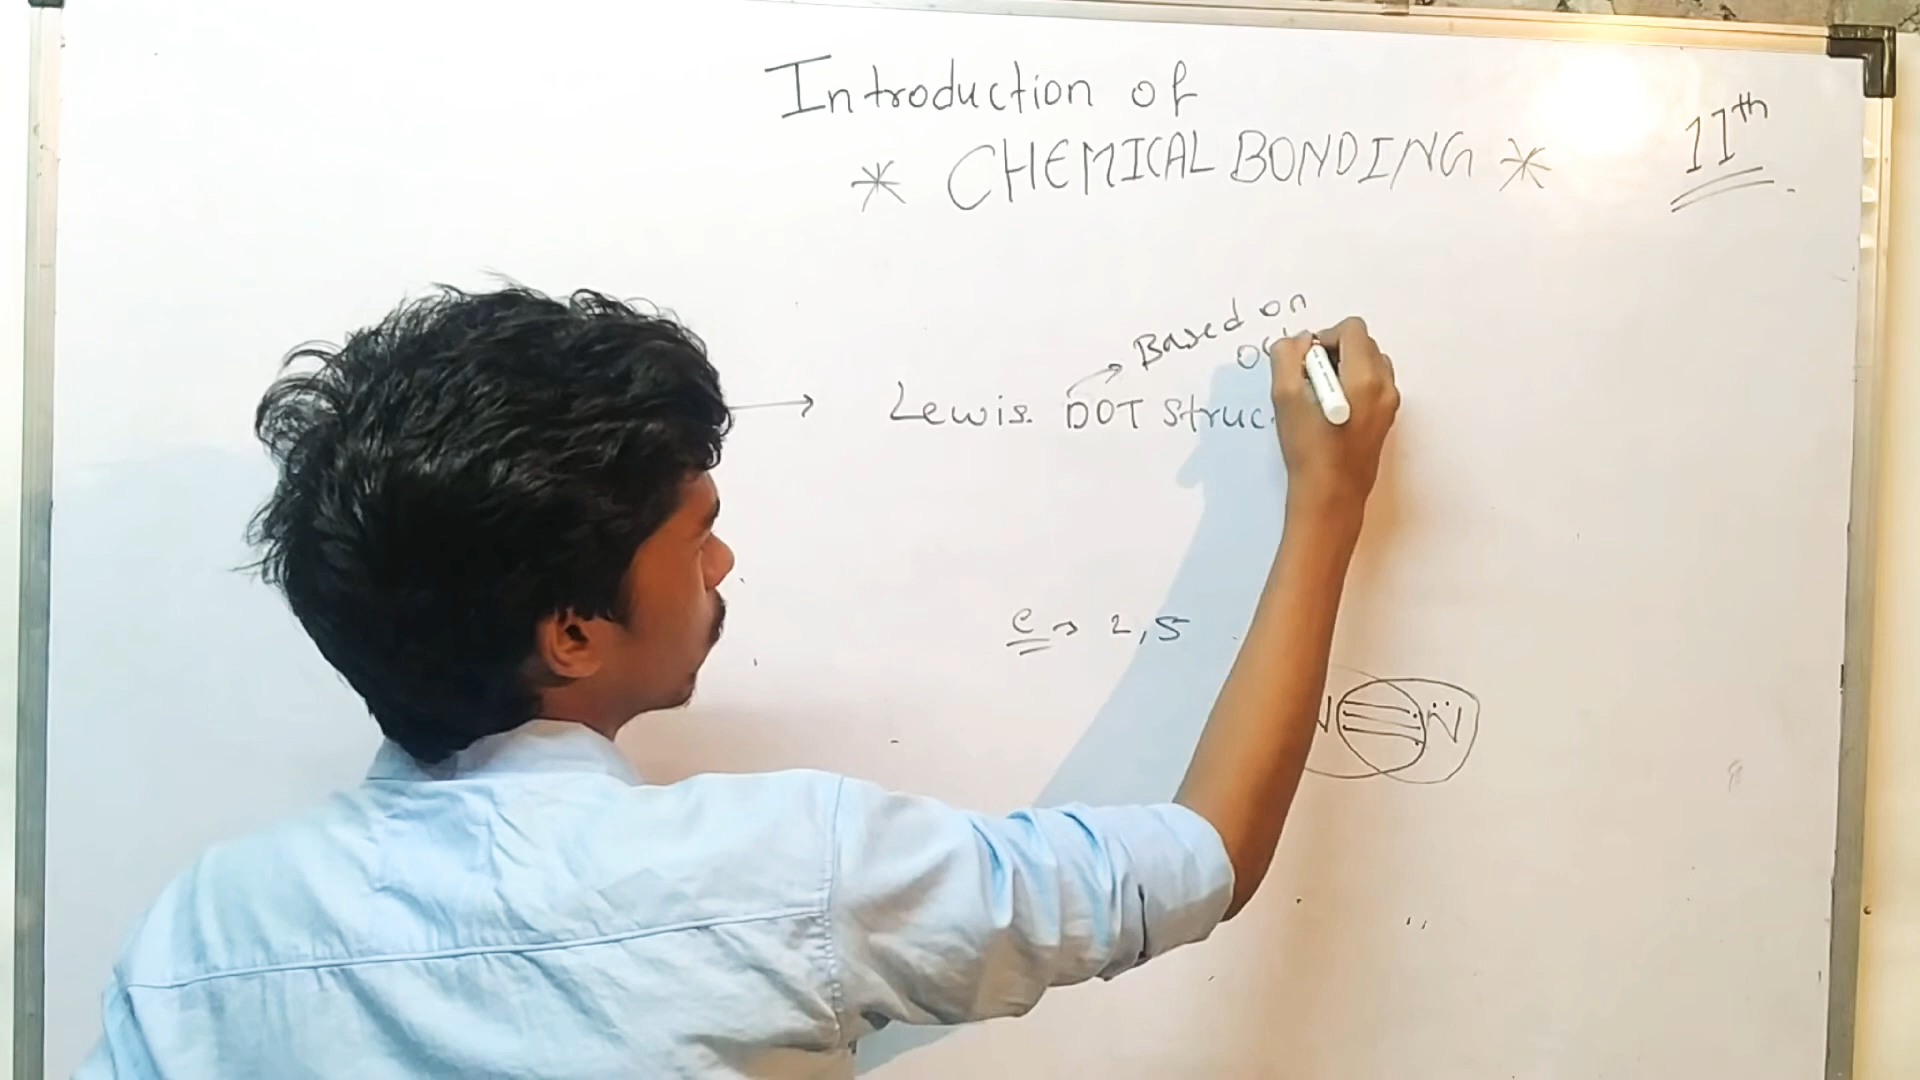 Introduction of
* CHEMICAL BONDING *
11th
Based on
Lewis DOT Struc
e → 2,5
N≡N